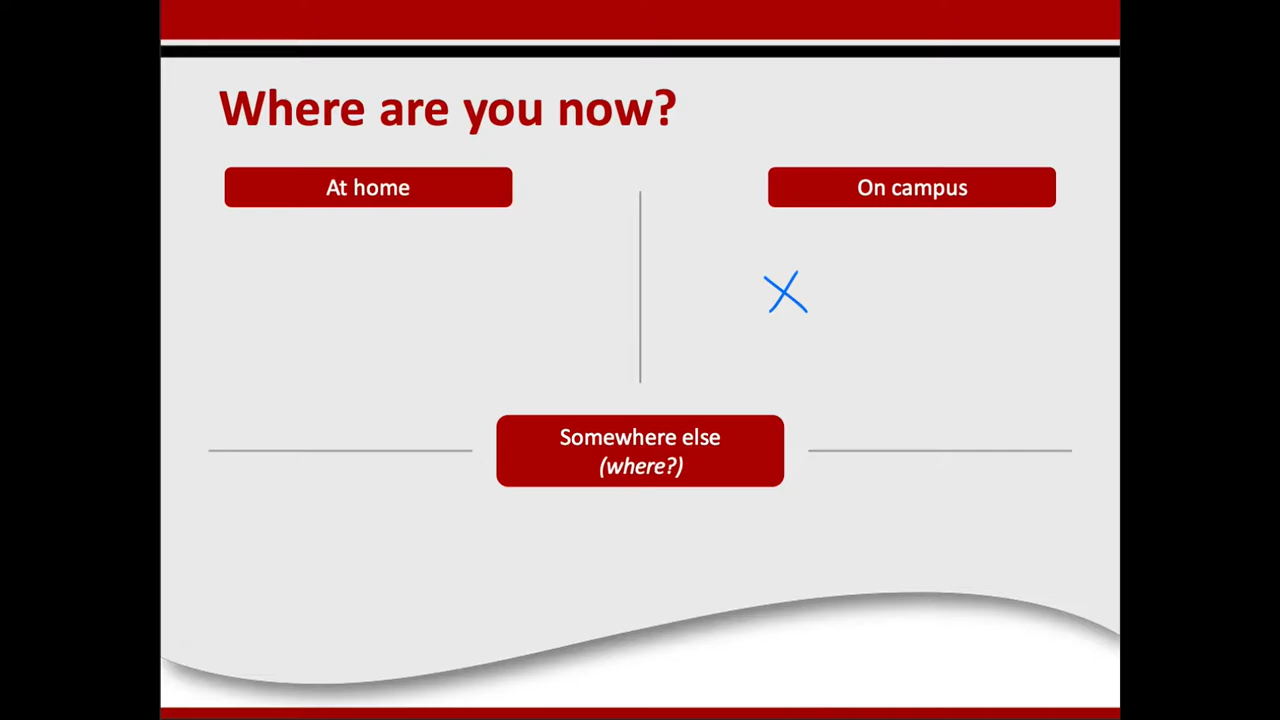 Where are you now?
At home
On campus
Somewhere else
(where?)